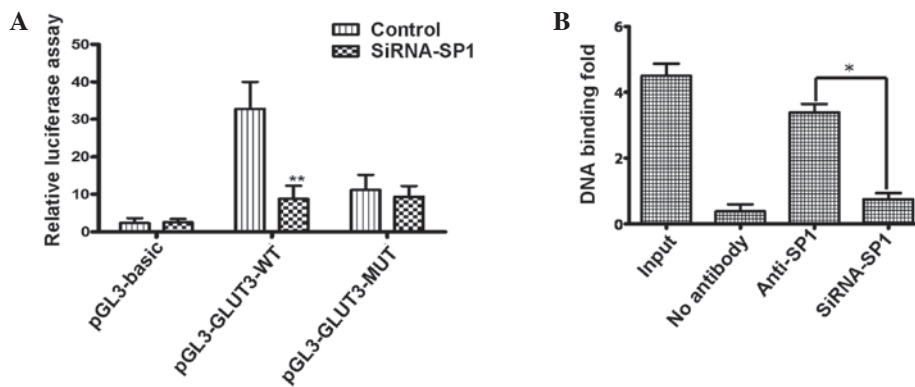 A
Relative luciferase assay
50
40
30
20
10
0
Control
SiRNA-SP1
**
pGL3-basic
pGL3-GLUT3-WT
pGL3-GLUT3-MUT
B
DNA binding fold
6
4
2
0
*
Input
No antibody
Anti-SP1
SiRNA-SP1